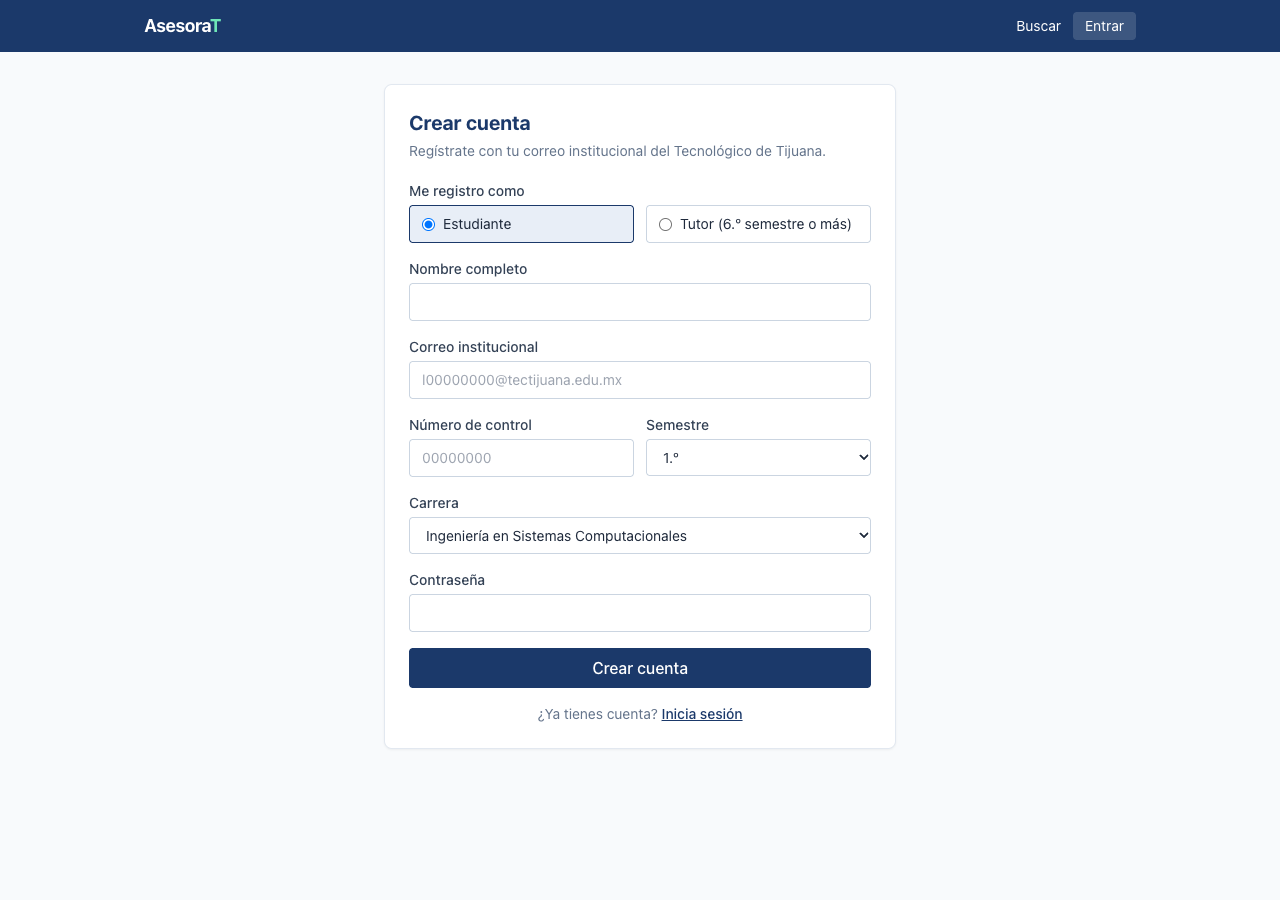 AsesoraT
Buscar
Entrar
Crear cuenta
Regístrate con tu correo institucional del Tecnológico de Tijuana.
Me registro como
Estudiante
Tutor (6.° semestre o más)
Nombre completo
Correo institucional
l00000000@tectijuana.edu.mx
Número de control
Semestre
00000000
1.°
Carrera
Ingeniería en Sistemas Computacionales
Contraseña
Crear cuenta
¿Ya tienes cuenta? Inicia sesión